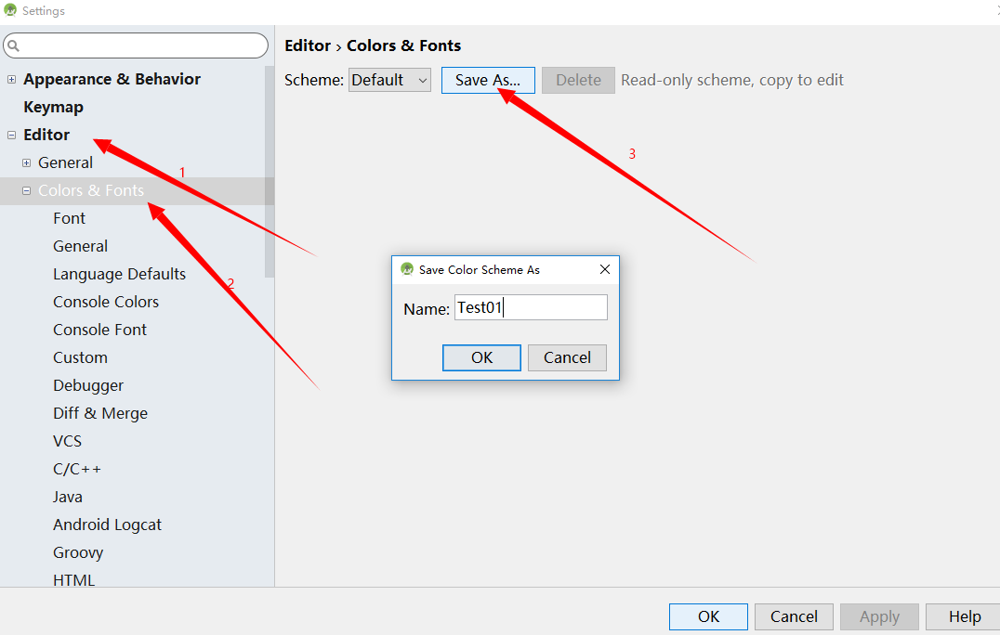 Settings
Editor › Colors & Fonts
Scheme: Default Save As... Delete Read-only scheme, copy to edit
Appearance & Behavior
Keymap
Editor
General
Colors & Fonts
Font
General
Language Defaults
Console Colors
Console Font
Custom
Debugger
Diff & Merge
VCS
C/C++
Java
Android Logcat
Groovy
HTML
1
2
3
Save Color Scheme As
Name: Test01
OK Cancel
OK Cancel Apply Help